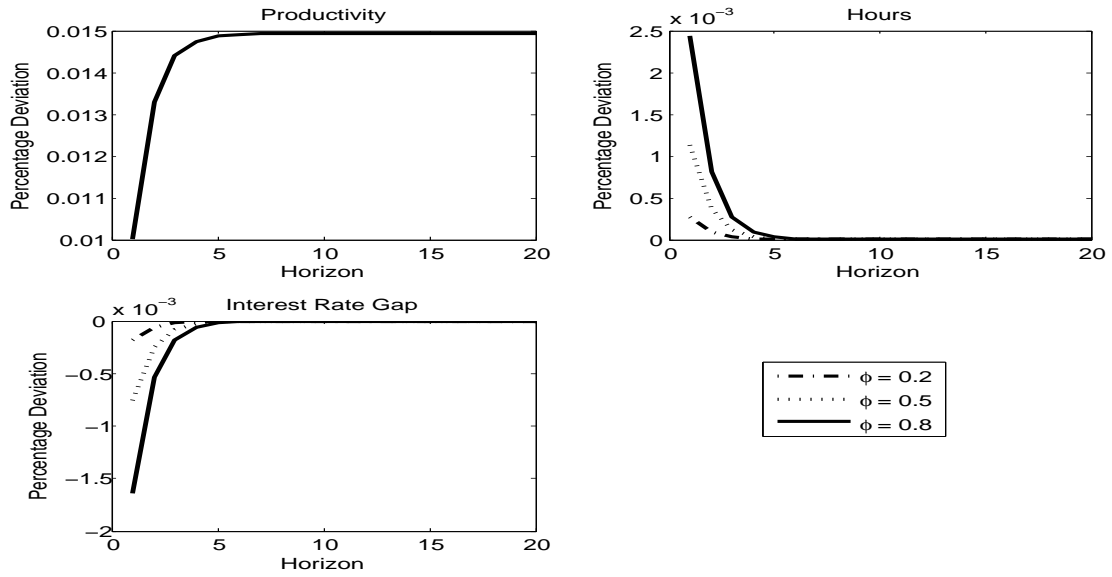 Productivity
Percentage Deviation
0.015
0.014
0.013
0.012
0.011
0.01
0 5 10 15 20
Horizon
x 10⁻³
Hours
Percentage Deviation
2.5
2
1.5
1
0.5
0
0 5 10 15 20
Horizon
x 10⁻³
Interest Rate Gap
Percentage Deviation
0
−0.5
−1
−1.5
−2
0 5 10 15 20
Horizon
ϕ = 0.2
ϕ = 0.5
ϕ = 0.8